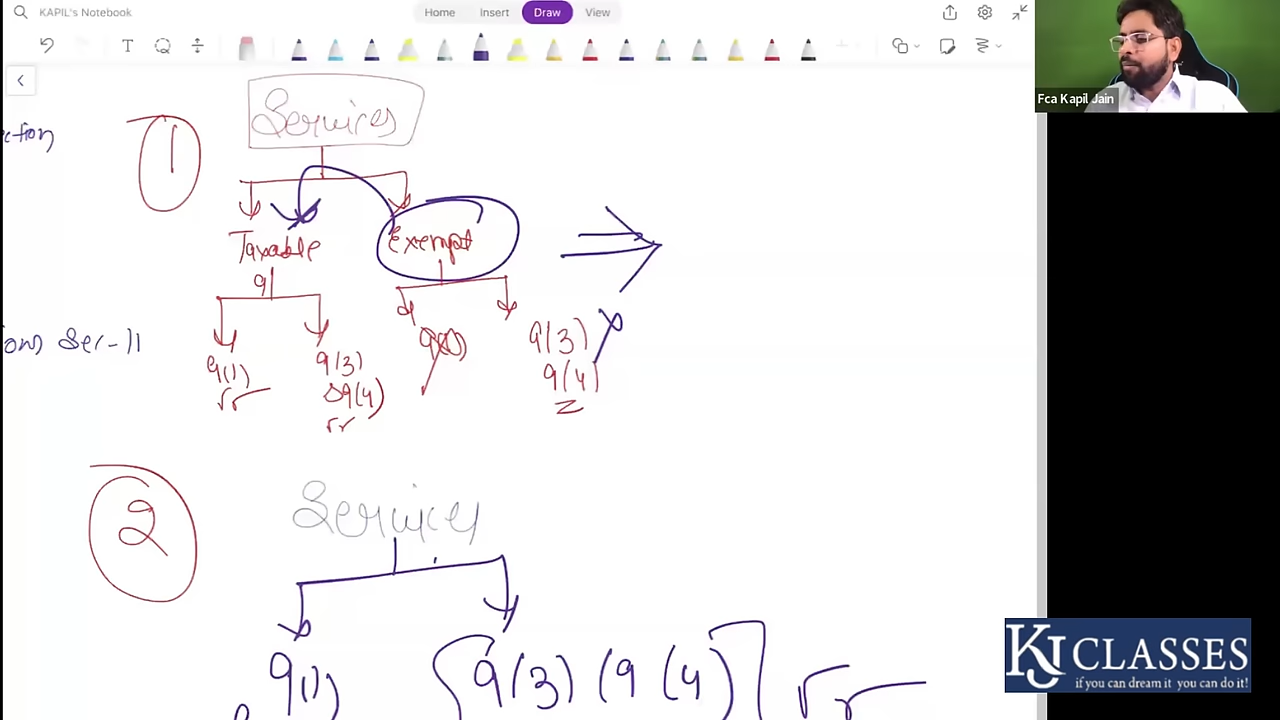 KAPIL's Notebook
Home Insert Draw View
Fca Kapil Jain
Services
1
Taxable
Exempt
9
9(1)
9(3)
9(4)
9(3)
9(4)
Sec-11
2
Services
9(1)
9(3) (9(4)
KJ CLASSES
if you can dream it you can do it!